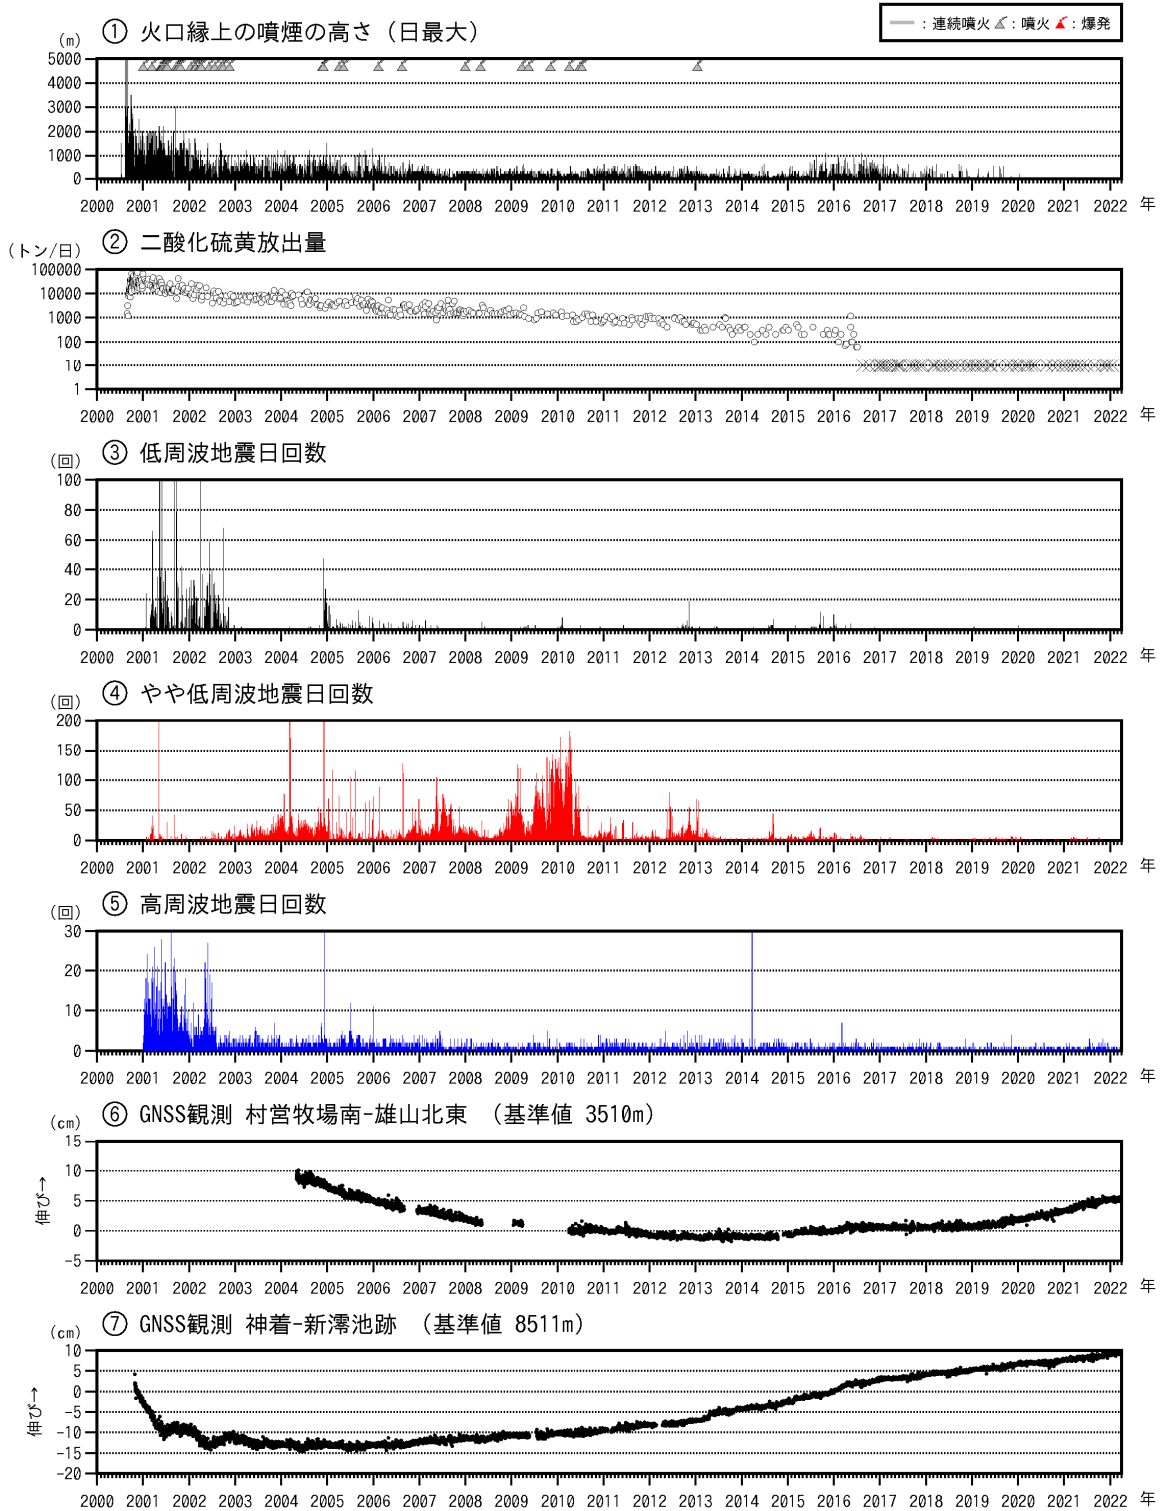 ① 火口縁上の噴煙の高さ（日最大）
━ : 連続噴火 : 噴火 : 爆発
(m)
5000
4000
3000
2000
1000
0
2000 2001 2002 2003 2004 2005 2006 2007 2008 2009 2010 2011 2012 2013 2014 2015 2016 2017 2018 2019 2020 2021 2022 年
(トン/日)
② 二酸化硫黄放出量
100000
10000
1000
100
10
1
2000 2001 2002 2003 2004 2005 2006 2007 2008 2009 2010 2011 2012 2013 2014 2015 2016 2017 2018 2019 2020 2021 2022 年
(回)
③ 低周波地震日回数
100
80
60
40
20
0
2000 2001 2002 2003 2004 2005 2006 2007 2008 2009 2010 2011 2012 2013 2014 2015 2016 2017 2018 2019 2020 2021 2022 年
(回)
④ やや低周波地震日回数
200
150
100
50
0
2000 2001 2002 2003 2004 2005 2006 2007 2008 2009 2010 2011 2012 2013 2014 2015 2016 2017 2018 2019 2020 2021 2022 年
(回)
⑤ 高周波地震日回数
30
20
10
0
2000 2001 2002 2003 2004 2005 2006 2007 2008 2009 2010 2011 2012 2013 2014 2015 2016 2017 2018 2019 2020 2021 2022 年
(cm)
⑥ GNSS観測 村営牧場南-雄山北東 （基準値 3510m）
15
10
5
0
-5
伸び→
2000 2001 2002 2003 2004 2005 2006 2007 2008 2009 2010 2011 2012 2013 2014 2015 2016 2017 2018 2019 2020 2021 2022 年
(cm)
⑦ GNSS観測 神着-新澪池跡 （基準値 8511m）
10
5
0
-5
-10
-15
-20
伸び→
2000 2001 2002 2003 2004 2005 2006 2007 2008 2009 2010 2011 2012 2013 2014 2015 2016 2017 2018 2019 2020 2021 2022 年